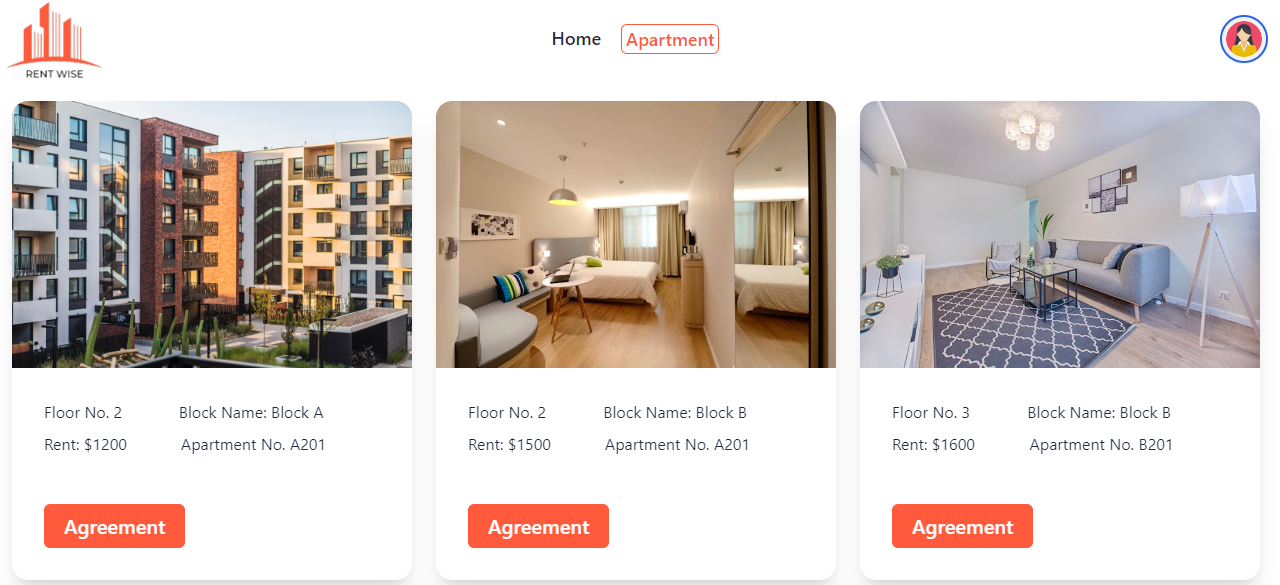 RENT WISE
Home Apartment
Floor No. 2 Block Name: Block A
Rent: $1200 Apartment No. A201
Agreement
Floor No. 2 Block Name: Block B
Rent: $1500 Apartment No. A201
Agreement
Floor No. 3 Block Name: Block B
Rent: $1600 Apartment No. B201
Agreement